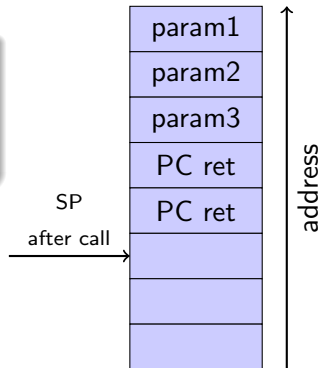 param1
param2
param3
PC ret
PC ret
SP
after call
address